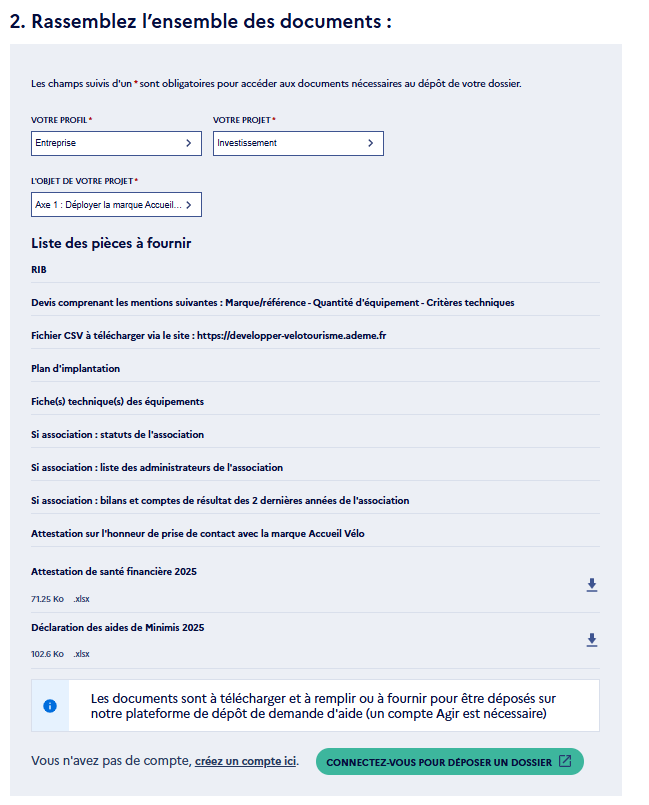 2. Rassemblez l’ensemble des documents :
Les champs suivis d'un * sont obligatoires pour accéder aux documents nécessaires au dépôt de votre dossier.
VOTRE PROFIL *
VOTRE PROJET *
Entreprise
Investissement
L'OBJET DE VOTRE PROJET *
Axe 1 : Déployer la marque Accueil...
Liste des pièces à fournir
RIB
Devis comprenant les mentions suivantes : Marque/référence - Quantité d'équipement - Critères techniques
Fichier CSV à télécharger via le site : https://developper-velotourisme.ademe.fr
Plan d'implantation
Fiche(s) technique(s) des équipements
Si association : statuts de l'association
Si association : liste des administrateurs de l'association
Si association : bilans et comptes de résultat des 2 dernières années de l'association
Attestation sur l'honneur de prise de contact avec la marque Accueil Vélo
Attestation de santé financière 2025
71.25 Ko .xlsx
Déclaration des aides de Minimis 2025
102.6 Ko .xlsx
Les documents sont à télécharger et à remplir ou à fournir pour être déposés sur
notre plateforme de dépôt de demande d'aide (un compte Agir est nécessaire)
Vous n'avez pas de compte, créez un compte ici.
CONNECTEZ-VOUS POUR DÉPOSER UN DOSSIER